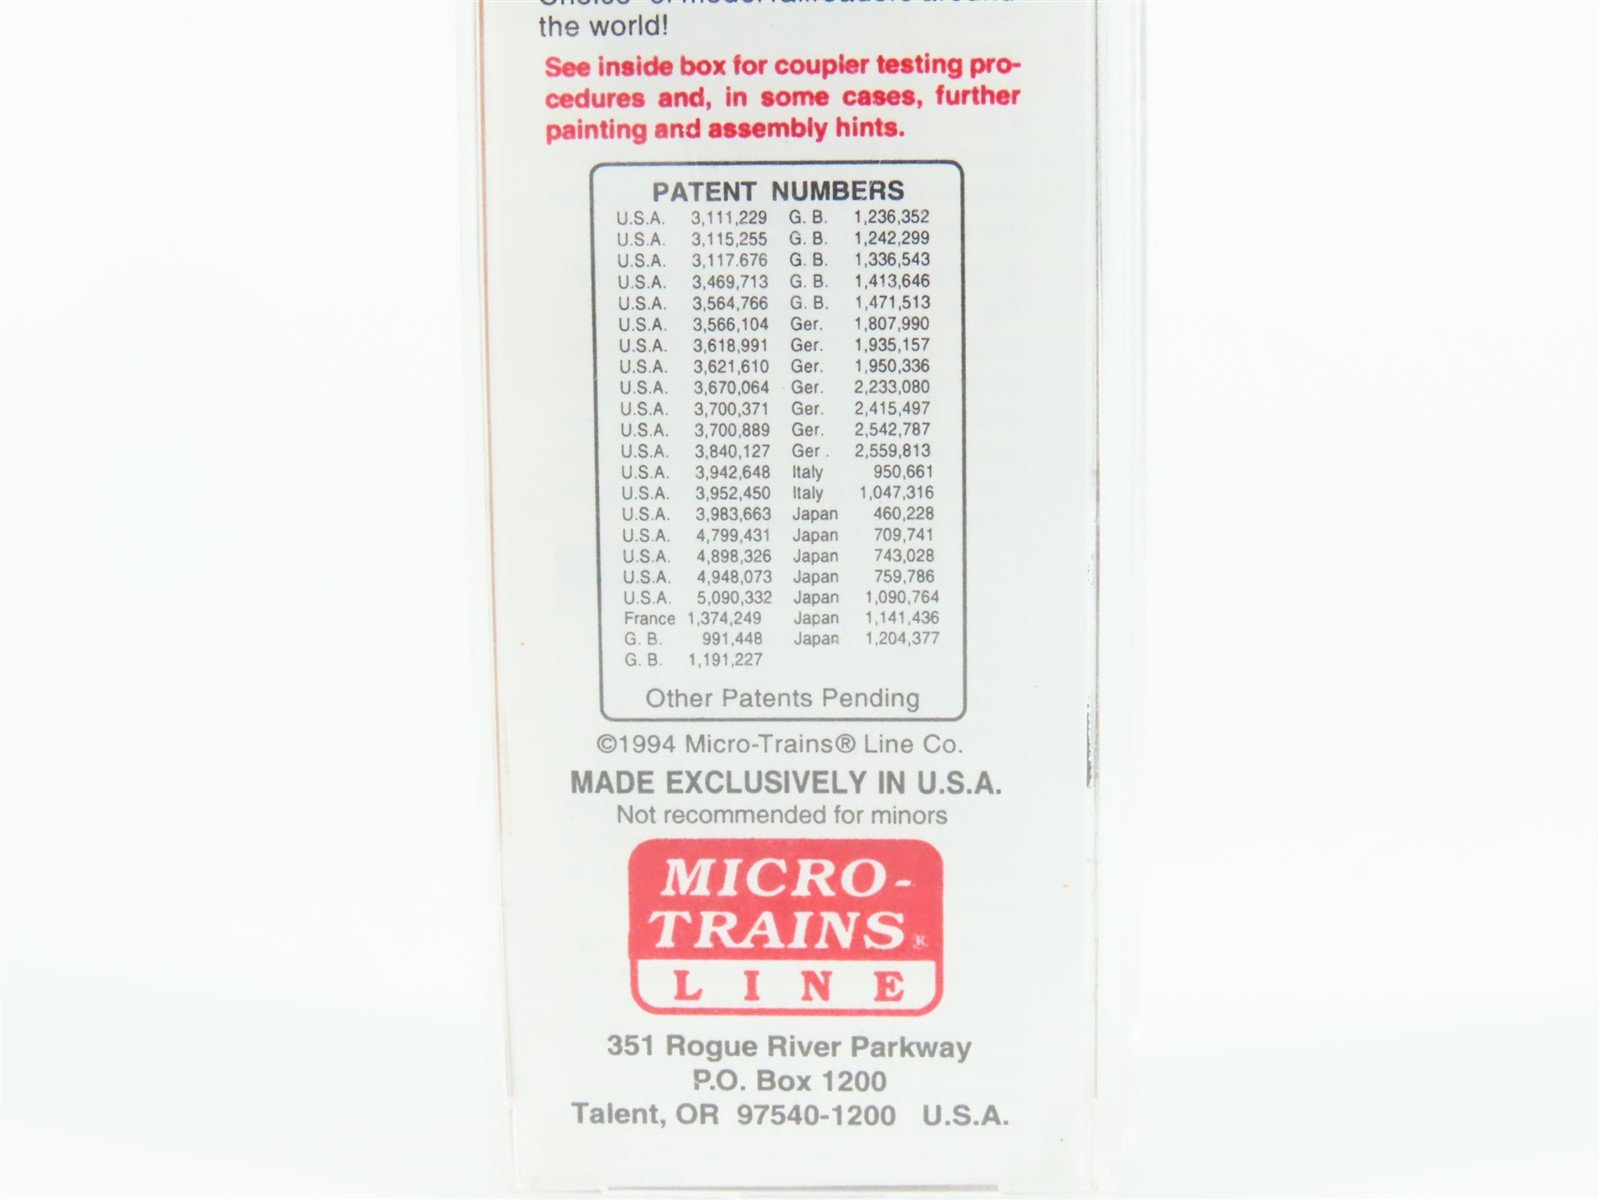 Choice" of model railroaders around
the world!
See inside box for coupler testing pro-
cedures and, in some cases, further
painting and assembly hints.
PATENT NUMBERS
U.S.A. 3,111,229 G. B. 1,236,352
U.S.A. 3,115,255 G. B. 1,242,299
U.S.A. 3,117.676 G. B. 1,336,543
U.S.A. 3,469,713 G. B. 1,413,646
U.S.A. 3,564,766 G. B. 1,471,513
U.S.A. 3,566,104 Ger. 1,807,990
U.S.A. 3,618,991 Ger. 1,935,157
U.S.A. 3,621,610 Ger. 1,950,336
U.S.A. 3,670,064 Ger. 2,233,080
U.S.A. 3,700,371 Ger. 2,415,497
U.S.A. 3,700,889 Ger. 2,542,787
U.S.A. 3,840,127 Ger . 2,559,813
U.S.A. 3,942,648 Italy 950,661
U.S.A. 3,952,450 Italy 1,047,316
U.S.A. 3,983,663 Japan 460,228
U.S.A. 4,799,431 Japan 709,741
U.S.A. 4,898,326 Japan 743,028
U.S.A. 4,948,073 Japan 759,786
U.S.A. 5,090,332 Japan 1,090,764
France 1,374,249 Japan 1,141,436
G. B. 991,448 Japan 1,204,377
G. B. 1,191,227
Other Patents Pending
©1994 Micro-Trains® Line Co.
MADE EXCLUSIVELY IN U.S.A.
Not recommended for minors
MICRO-
TRAINS®
LINE
351 Rogue River Parkway
P.O. Box 1200
Talent, OR 97540-1200 U.S.A.